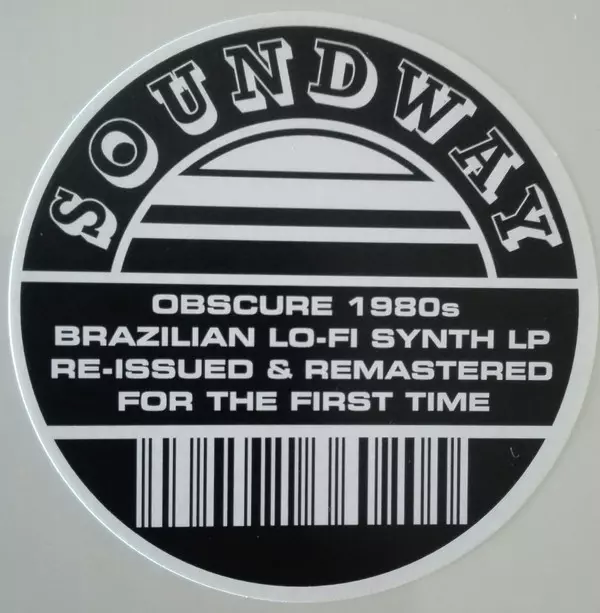 SOUNDWAY
OBSCURE 1980s
BRAZILIAN LO-FI SYNTH LP
RE-ISSUED & REMASTERED
FOR THE FIRST TIME